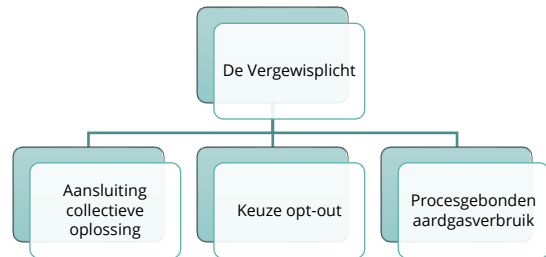 De Vergewisplicht
Aansluiting
collectieve
oplossing
Keuze opt-out
Procesgebonden
aardgasverbruik